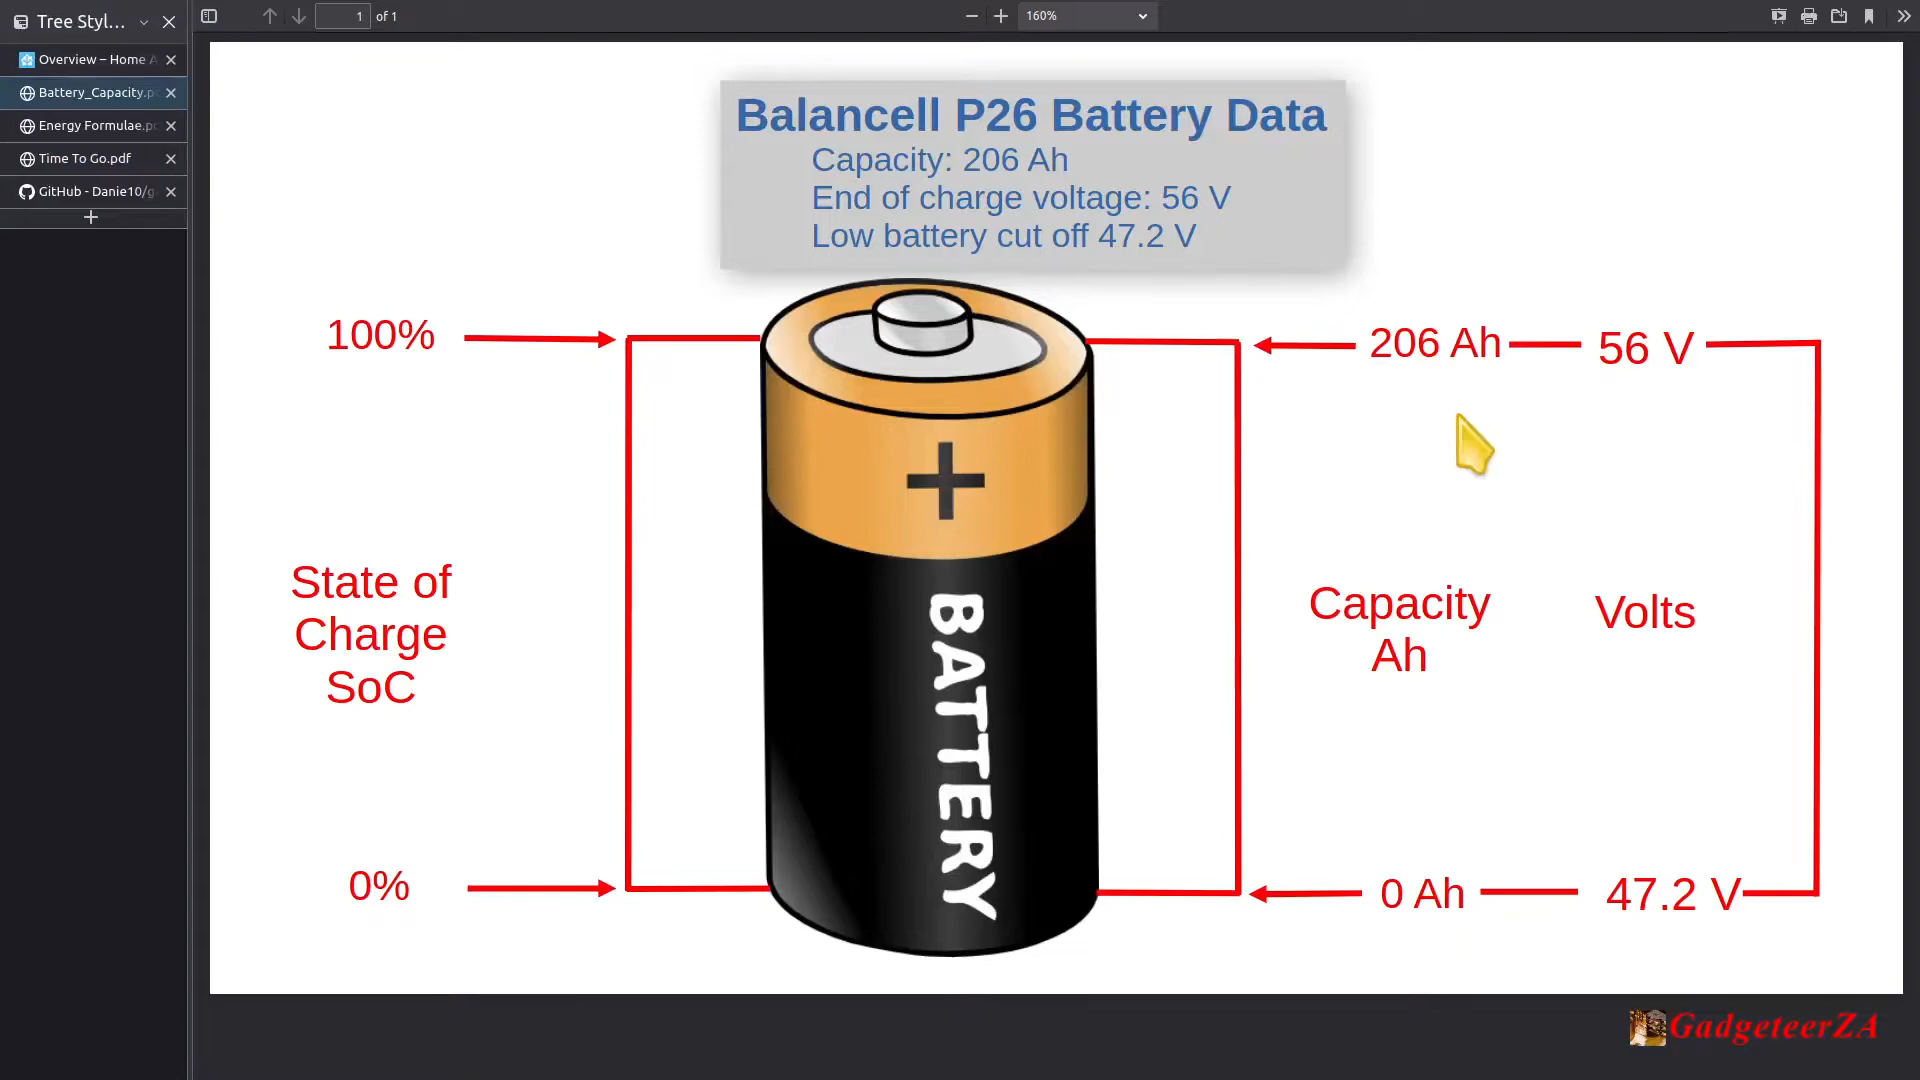 Tree Styl...
1 of 1
160%
Overview – Home A
Battery_Capacity.p
Energy Formulae.p
Time To Go.pdf
GitHub - Danie10/g
Balancell P26 Battery Data
Capacity: 206 Ah
End of charge voltage: 56 V
Low battery cut off 47.2 V
100%
206 Ah
56 V
State of
Charge
SoC
BATTERY
Capacity
Ah
Volts
0%
0 Ah
47.2 V
GadgeteerZA